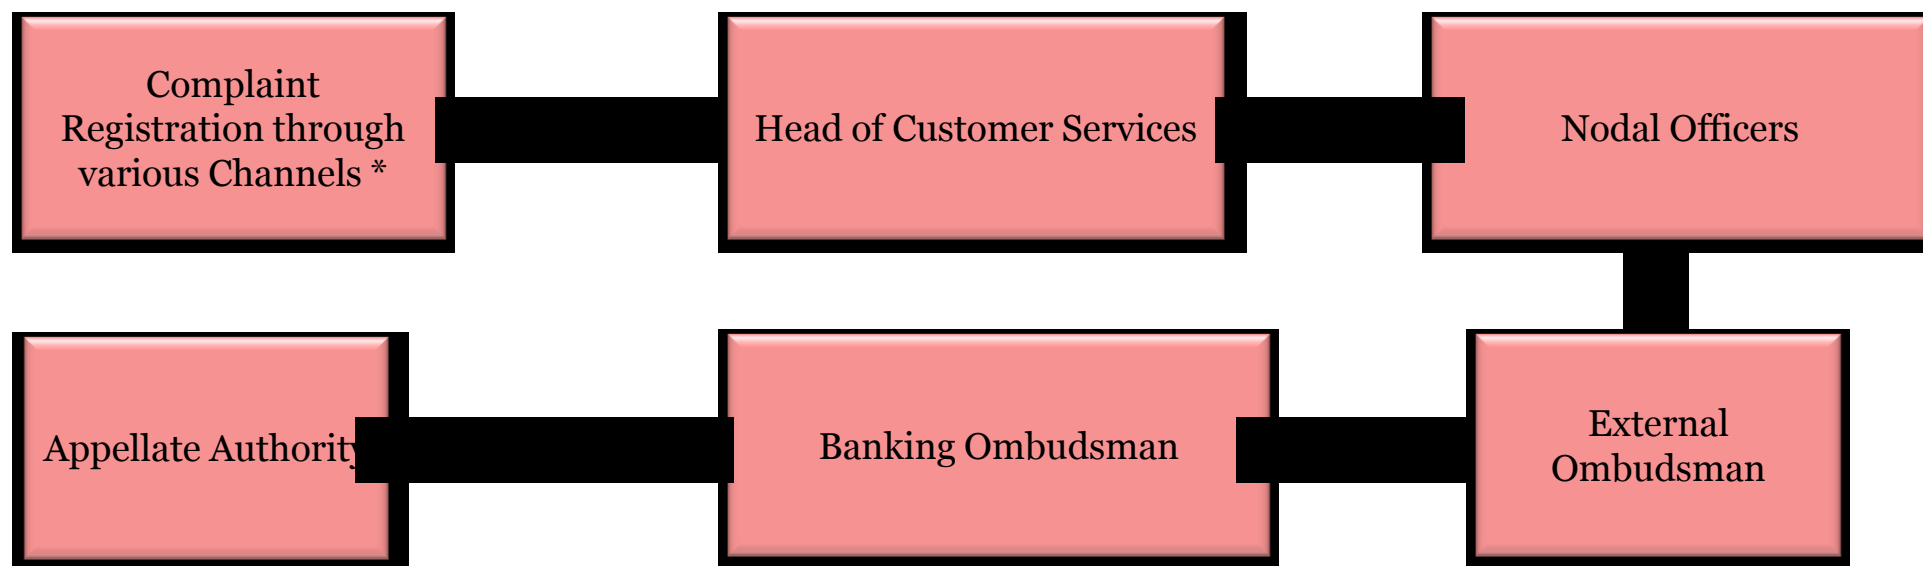 Complaint
Registration through
various Channels *
Head of Customer Services
Nodal Officers
External
Ombudsman
Banking Ombudsman
Appellate Authority